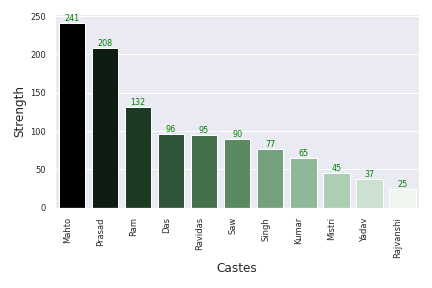 250
200
150
100
50
0
Strength
241
208
132
96
95
90
77
65
45
37
25
Mahto
Prasad
Ram
Das
Ravidas
Saw
Singh
Kumar
Mistri
Yadav
Rajvanshi
Castes